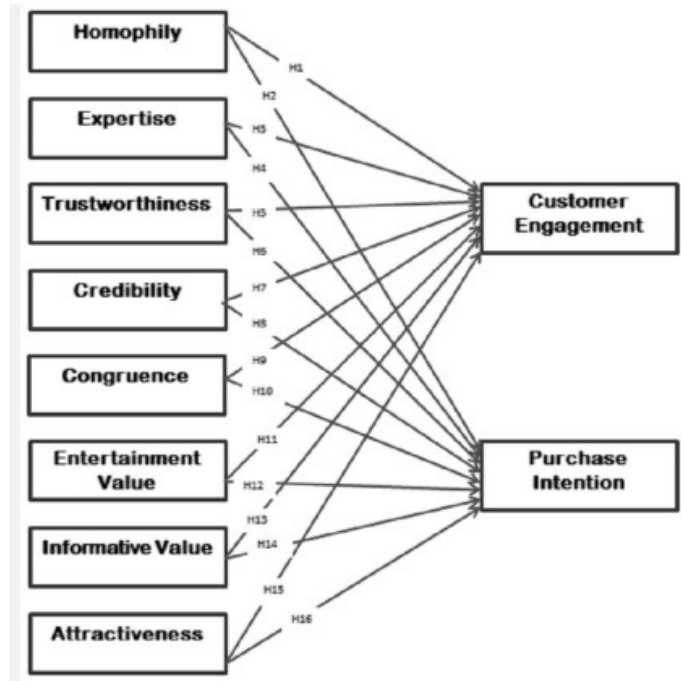 Homophily
H1
H2
Expertise
H3
H4
Customer
Engagement
Trustworthiness
H5
H6
Credibility
H7
H8
Congruence
H9
H10
Entertainment
Value
H11
H12
Purchase
Intention
Informative Value
H13
H14
Attractiveness
H15
H16